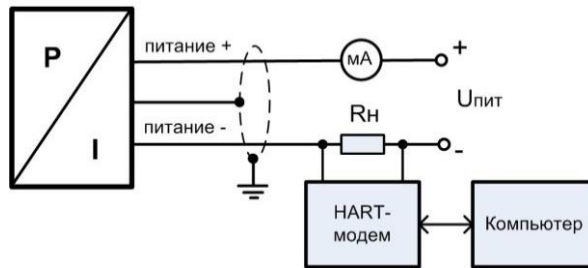 P
I
питание +
питание -
мА
+
Uпит
-
Rн
HART-
модем
Компьютер